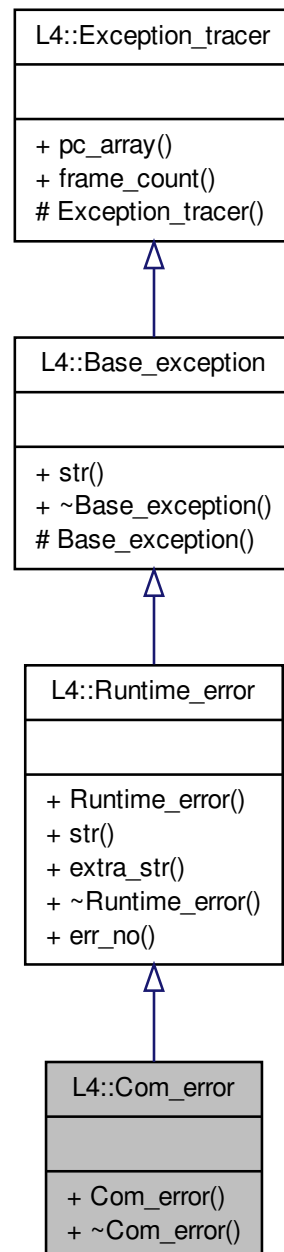 L4::Exception_tracer
+ pc_array()
+ frame_count()
# Exception_tracer()
L4::Base_exception
+ str()
+ ~Base_exception()
# Base_exception()
L4::Runtime_error
+ Runtime_error()
+ str()
+ extra_str()
+ ~Runtime_error()
+ err_no()
L4::Com_error
+ Com_error()
+ ~Com_error()